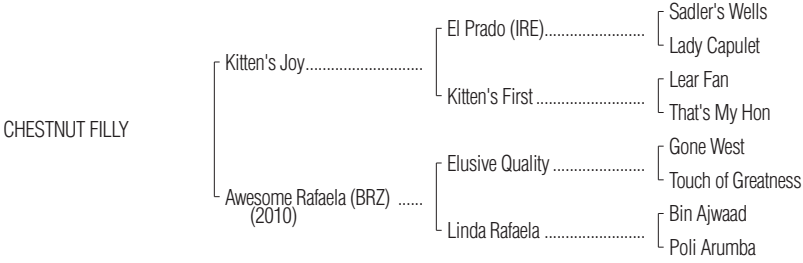 Sadler's Wells
El Prado (IRE)........................
Lady Capulet
Kitten's Joy............................
Lear Fan
Kitten's First ..........................
That's My Hon
CHESTNUT FILLY
Gone West
Elusive Quality ......................
Touch of Greatness
Awesome Rafaela (BRZ) ......
(2010)
Bin Ajwaad
Linda Rafaela ........................
Poli Arumba